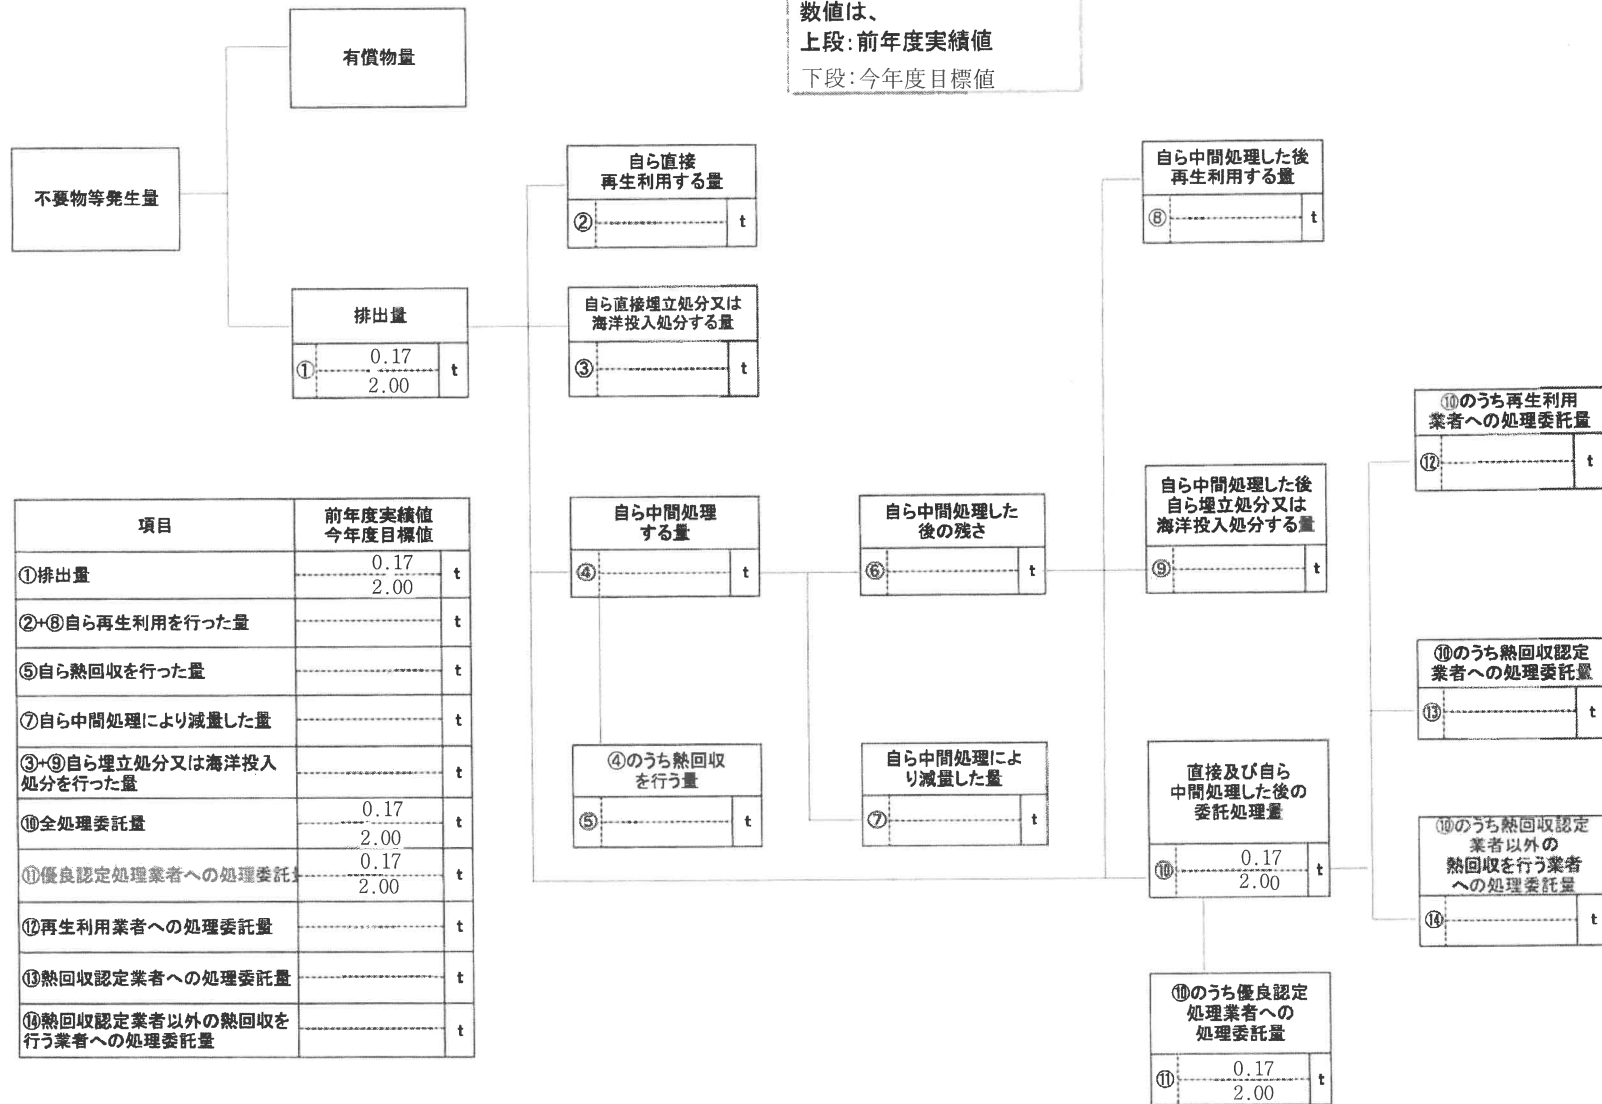 数値は、
上段:前年度実績値
下段:今年度目標値
有償物量
不要物等発生量
排出量
① 0.17 t
2.00
自ら直接
再生利用する量
② t
自ら直接埋立処分又は
海洋投入処分する量
③ t
自ら中間処理
する量
④ t
④のうち熱回収
を行う量
⑤ t
自ら中間処理した
後の残さ
⑥ t
自ら中間処理によ
り減量した量
⑦ t
自ら中間処理した後
再生利用する量
⑧ t
自ら中間処理した後
自ら埋立処分又は
海洋投入処分する量
⑨ t
直接及び自ら
中間処理した後の
委託処理量
⑩ 0.17 t
2.00
⑩のうち優良認定
処理業者への
処理委託量
⑪ 0.17 t
2.00
⑩のうち再生利用
業者への処理委託量
⑫ t
⑩のうち熱回収認定
業者への処理委託量
⑬ t
⑩のうち熱回収認定
業者以外の
熱回収を行う業者
への処理委託量
⑭ t
項目 前年度実績値
今年度目標値
①排出量 0.17 t
2.00
②+⑧自ら再生利用を行った量 t
⑤自ら熱回収を行った量 t
⑦自ら中間処理により減量した量 t
③+⑨自ら埋立処分又は海洋投入
処分を行った量 t
⑩全処理委託量 0.17 t
2.00
⑪優良認定処理業者への処理委託 0.17 t
2.00
⑫再生利用業者への処理委託量 t
⑬熱回収認定業者への処理委託量 t
⑭熱回収認定業者以外の熱回収を
行う業者への処理委託量 t